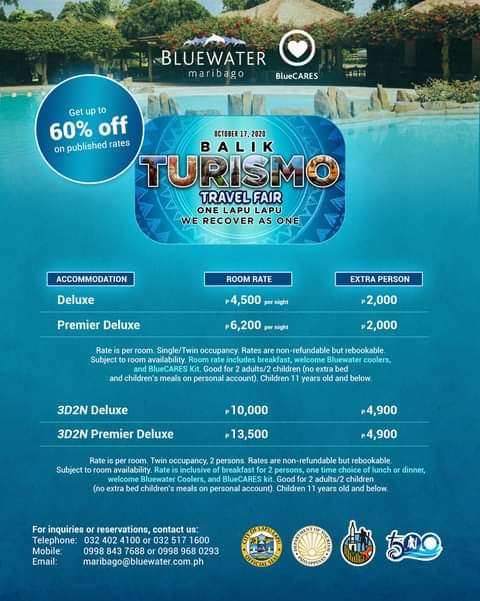 BLUEWATER
maribago
BlueCARES
Get up to
60% off
on published rates
OCTOBER 17, 2020
BALIK
TURISMO
TRAVEL FAIR
ONE LAPU LAPU
WE RECOVER AS ONE
ACCOMMODATION ROOM RATE EXTRA PERSON
Deluxe ₱4,500 per night ₱2,000
Premier Deluxe ₱6,200 per night ₱2,000
Rate is per room. Single/Twin occupancy. Rates are non-refundable but rebookable.
Subject to room availability. Room rate includes breakfast, welcome Bluewater coolers,
and BlueCARES Kit. Good for 2 adults/2 children (no extra bed
and children's meals on personal account). Children 11 years old and below.
3D2N Deluxe ₱10,000 ₱4,900
3D2N Premier Deluxe ₱13,500 ₱4,900
Rate is per room. Twin occupancy, 2 persons. Rates are non-refundable but rebookable.
Subject to room availability. Rate is inclusive of breakfast for 2 persons, one time choice of lunch or dinner,
welcome Bluewater Coolers, and BlueCARES kit. Good for 2 adults/2 children
(no extra bed children's meals on personal account). Children 11 years old and below.
For inquiries or reservations, contact us:
Telephone: 032 402 4100 or 032 517 1600
Mobile: 0998 843 7688 or 0998 968 0293
Email: maribago@bluewater.com.ph